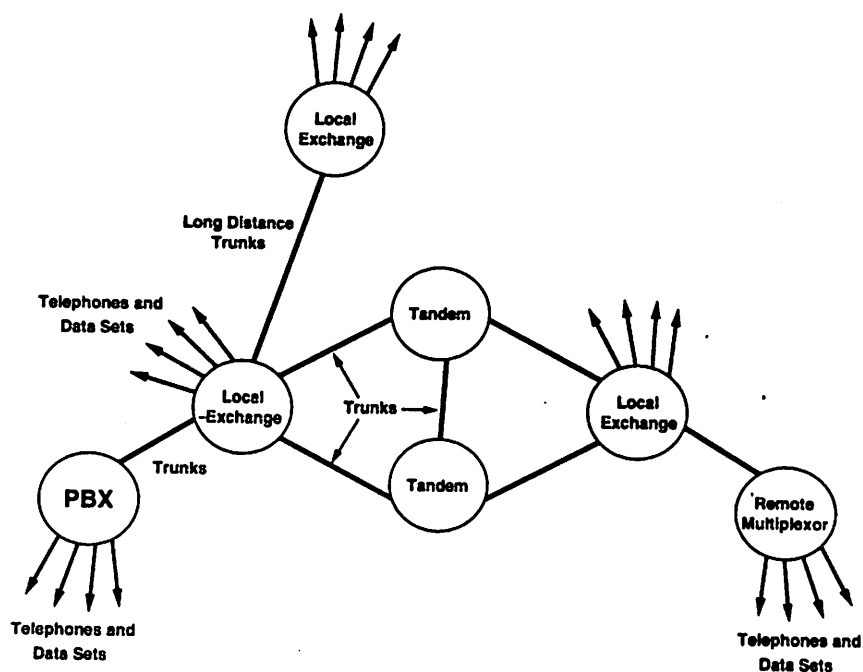 Local
Exchange
Long Distance
Trunks
Telephones and
Data Sets
Tandem
Local
-Exchange
Trunks
Local
Exchange
Trunks
Tandem
PBX
Remote
Multiplexor
Telephones and
Data Sets
Telephones and
Data Sets